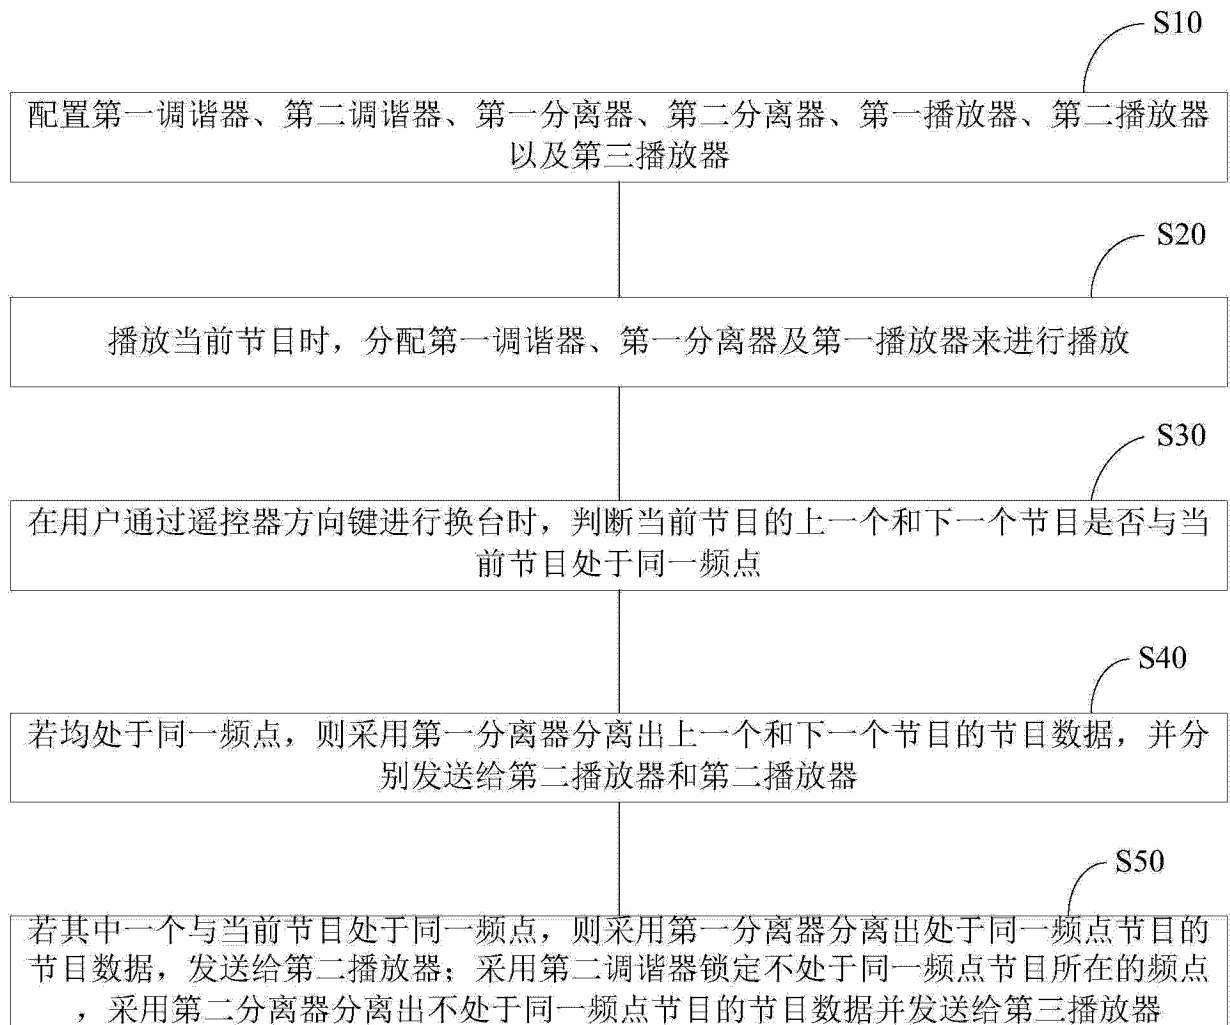 S10
配置第一调谐器、第二调谐器、第一分离器、第二分离器、第一播放器、第二播放器
以及第三播放器
S20
播放当前节目时，分配第一调谐器、第一分离器及第一播放器来进行播放
S30
在用户通过遥控器方向键进行换台时，判断当前节目的上一个和下一个节目是否与当
前节目处于同一频点
S40
若均处于同一频点，则采用第一分离器分离出上一个和下一个节目的节目数据，并分
别发送给第二播放器和第二播放器
S50
若其中一个与当前节目处于同一频点，则采用第一分离器分离出处于同一频点节目的
节目数据，发送给第二播放器；采用第二调谐器锁定不处于同一频点节目所在的频点
，采用第二分离器分离出不处于同一频点节目的节目数据并发送给第三播放器